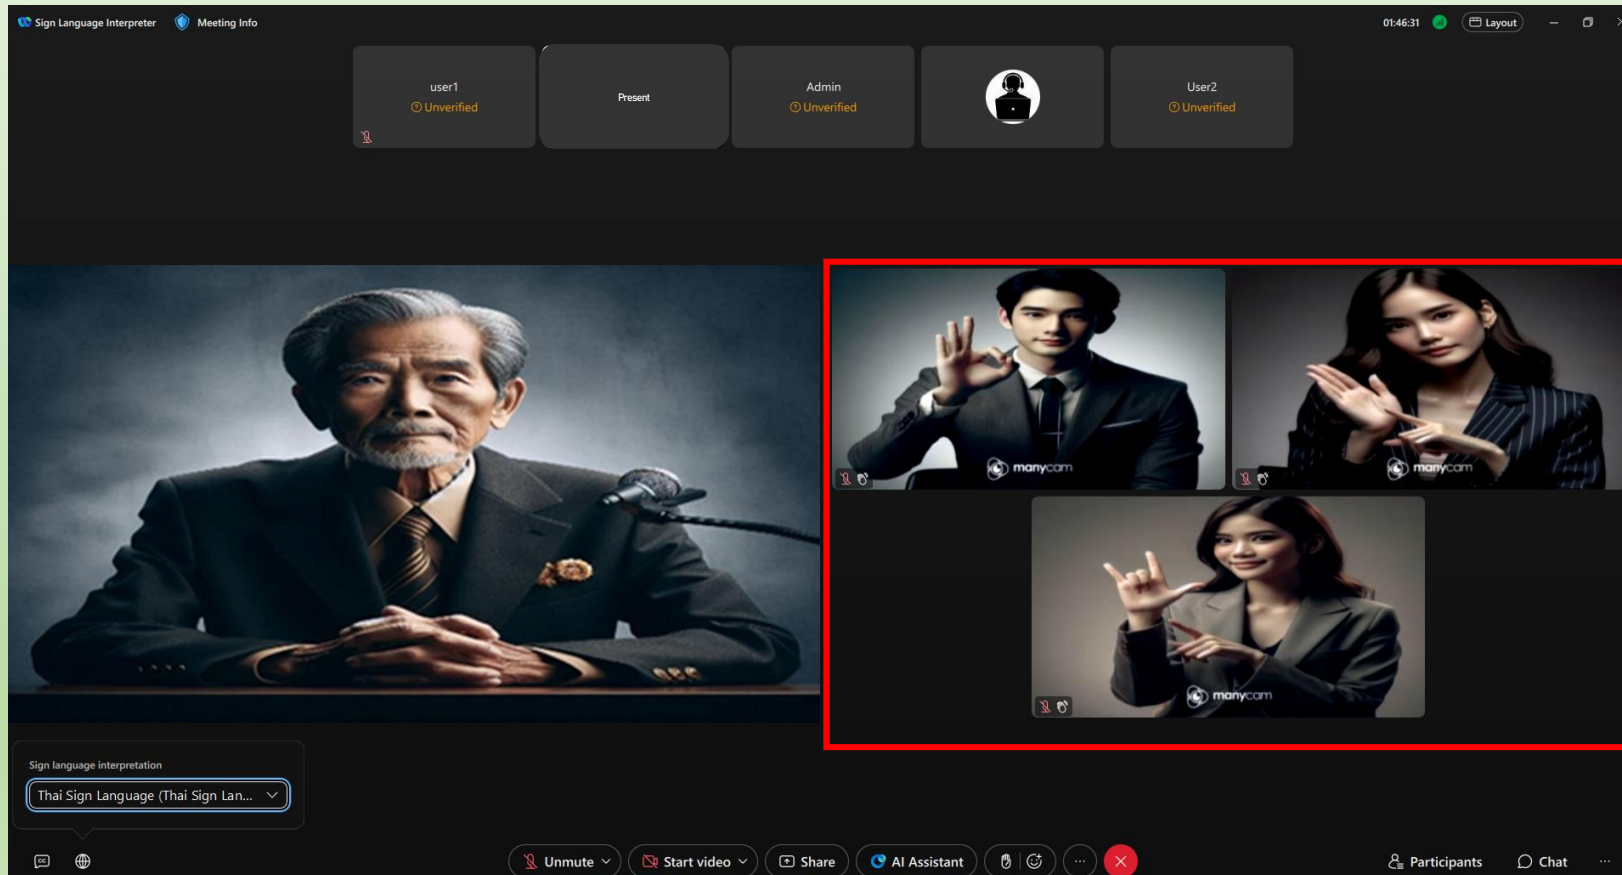 Sign Language Interpreter Meeting Info
01:46:31 Layout
user1
Unverified
Present
Admin
Unverified
User2
Unverified
manycam
manycam
manycam
Sign language interpretation
Thai Sign Language (Thai Sign Lan...
CC
Unmute
Start video
Share
AI Assistant
Participants
Chat